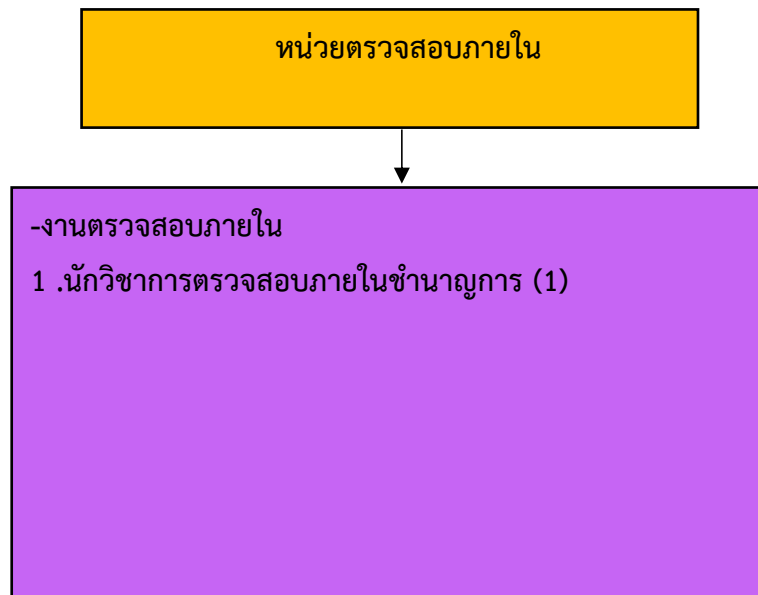 หน่วยตรวจสอบภายใน
-งานตรวจสอบภายใน
1 .นักวิชาการตรวจสอบภายในชำนาญการ (1)